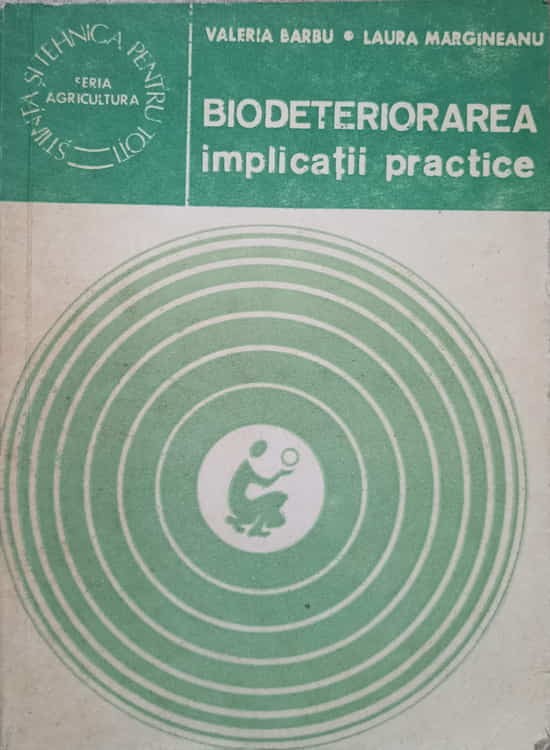 VALERIA BARBU • LAURA MARGINEANU
ŞTIINŢA ŞI TEHNICA PENTRU TOŢI
SERIA
AGRICULTURA
BIODETERIORAREA
implicaţii practice